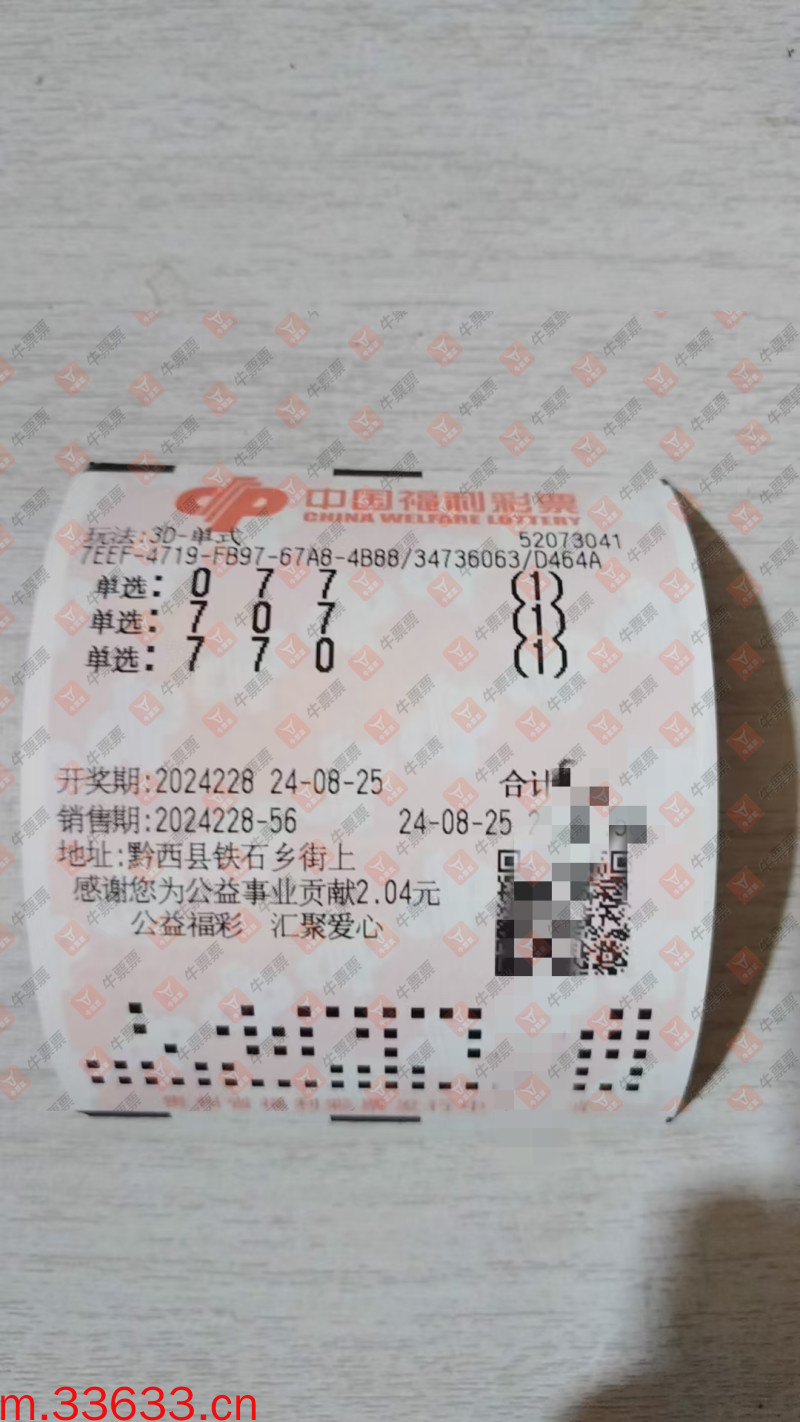 中国福利彩票
CHINA WELFARE LOTTERY
玩法:3D-单式 52073041
7EEF-4719-FB97-67A8-4B88/34736063/D464A
单选: 0 7 7 (1)
单选: 7 0 7 (1)
单选: 7 7 0 (1)
开奖期:2024228 24-08-25 合计
销售期:2024228-56 24-08-25
地址:黔西县铁石乡街上
感谢您为公益事业贡献2.04元
公益福彩 汇聚爱心
牛票票
m.33633.cn